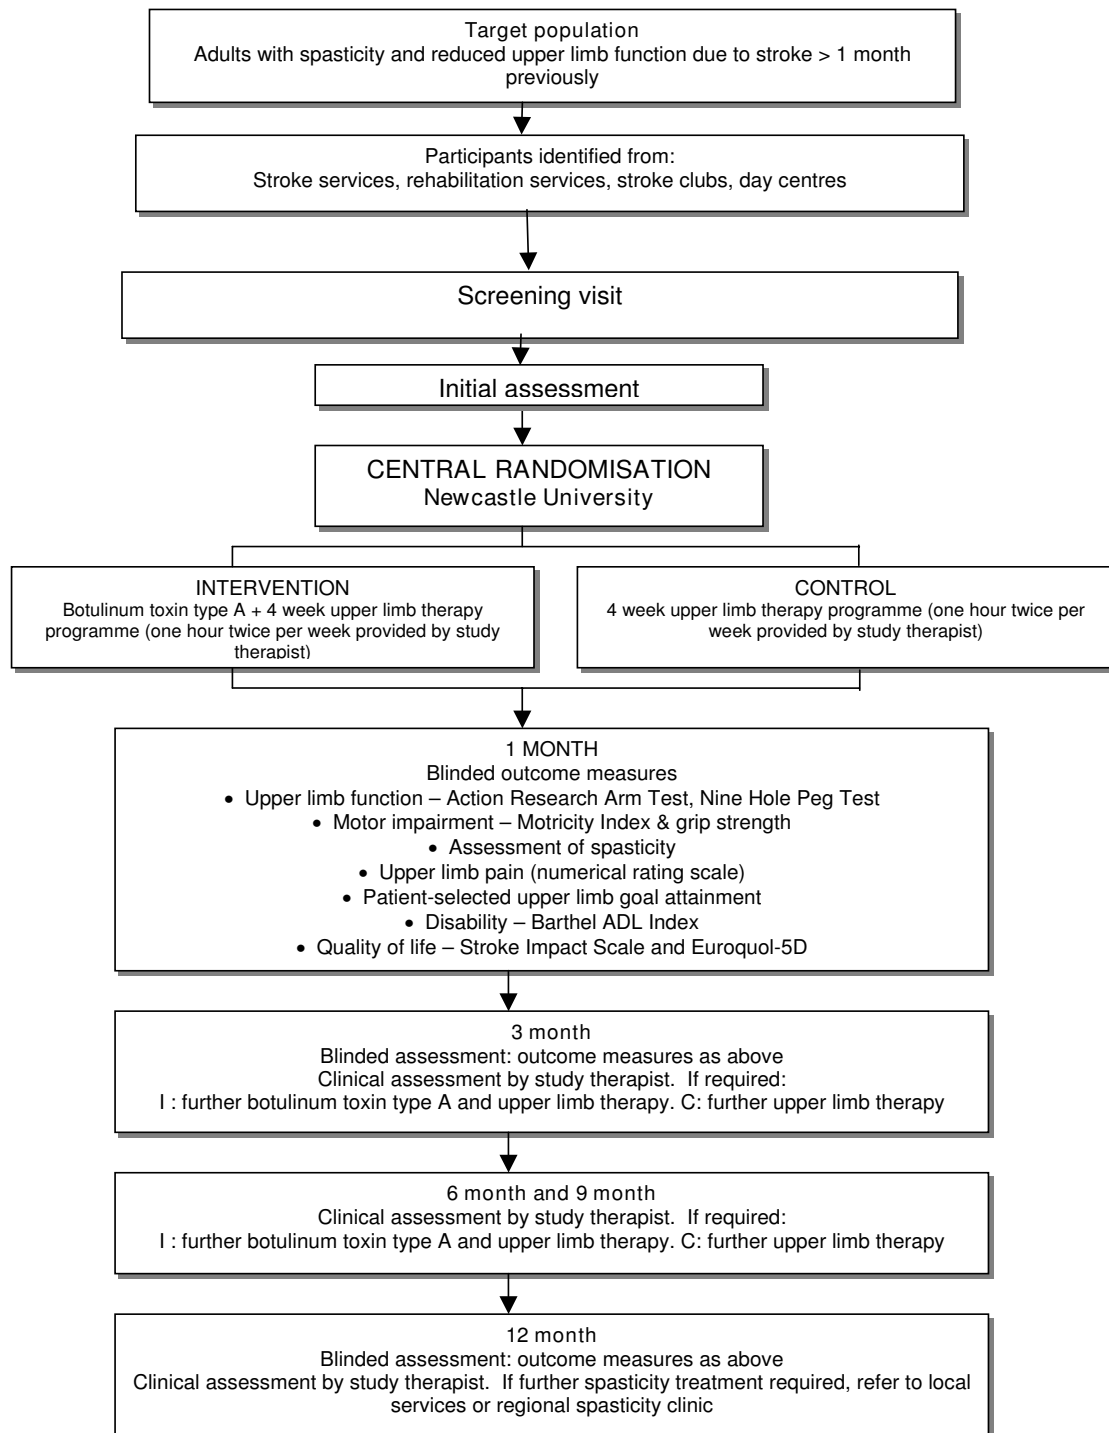 Target population
Adults with spasticity and reduced upper limb function due to stroke > 1 month
previously
Participants identified from:
Stroke services, rehabilitation services, stroke clubs, day centres
Screening visit
Initial assessment
CENTRAL RANDOMISATION
Newcastle University
INTERVENTION
Botulinum toxin type A + 4 week upper limb therapy
programme (one hour twice per week provided by study
therapist)
CONTROL
4 week upper limb therapy programme (one hour twice per
week provided by study therapist)
1 MONTH
Blinded outcome measures
• Upper limb function – Action Research Arm Test, Nine Hole Peg Test
• Motor impairment – Motricity Index & grip strength
• Assessment of spasticity
• Upper limb pain (numerical rating scale)
• Patient-selected upper limb goal attainment
• Disability – Barthel ADL Index
• Quality of life – Stroke Impact Scale and Euroquol-5D
3 month
Blinded assessment: outcome measures as above
Clinical assessment by study therapist. If required:
I : further botulinum toxin type A and upper limb therapy. C: further upper limb therapy
6 month and 9 month
Clinical assessment by study therapist. If required:
I : further botulinum toxin type A and upper limb therapy. C: further upper limb therapy
12 month
Blinded assessment: outcome measures as above
Clinical assessment by study therapist. If further spasticity treatment required, refer to local
services or regional spasticity clinic